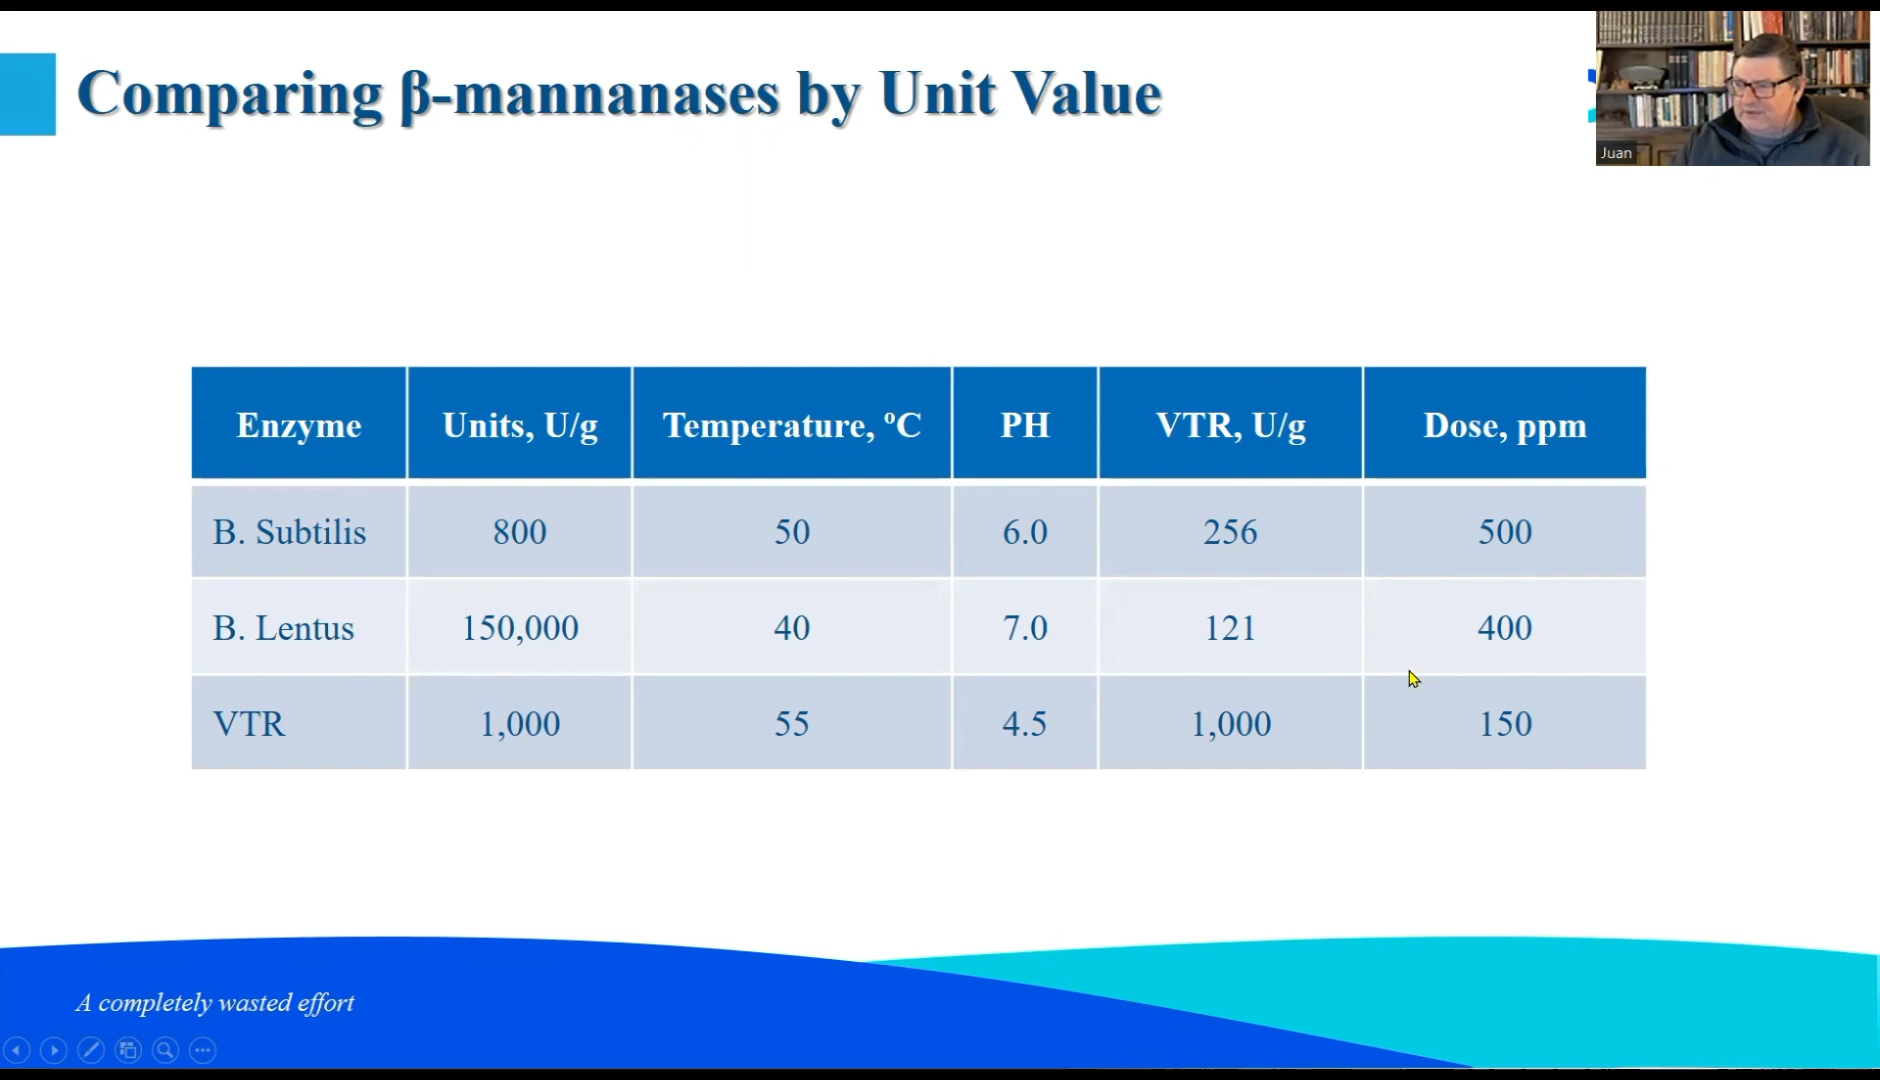 Comparing β-mannanases by Unit Value
Juan
Enzyme Units, U/g Temperature, ºC PH VTR, U/g Dose, ppm
B. Subtilis 800 50 6.0 256 500
B. Lentus 150,000 40 7.0 121 400
VTR 1,000 55 4.5 1,000 150
A completely wasted effort